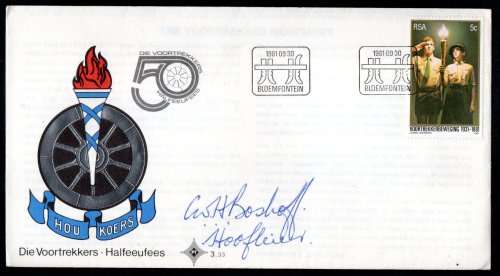 DIE VOORTREKKERS
50
HALFEEUFEES
1981·09·30
BLOEMFONTEIN
1981·09·30
BLOEMFONTEIN
RSA 5c
VOORTREKKERBEWEGING 1931-1981
HOU KOERS
Die Voortrekkers · Halfeeufees
3.33
C.W.H. Boshoff.
Hoofleier.